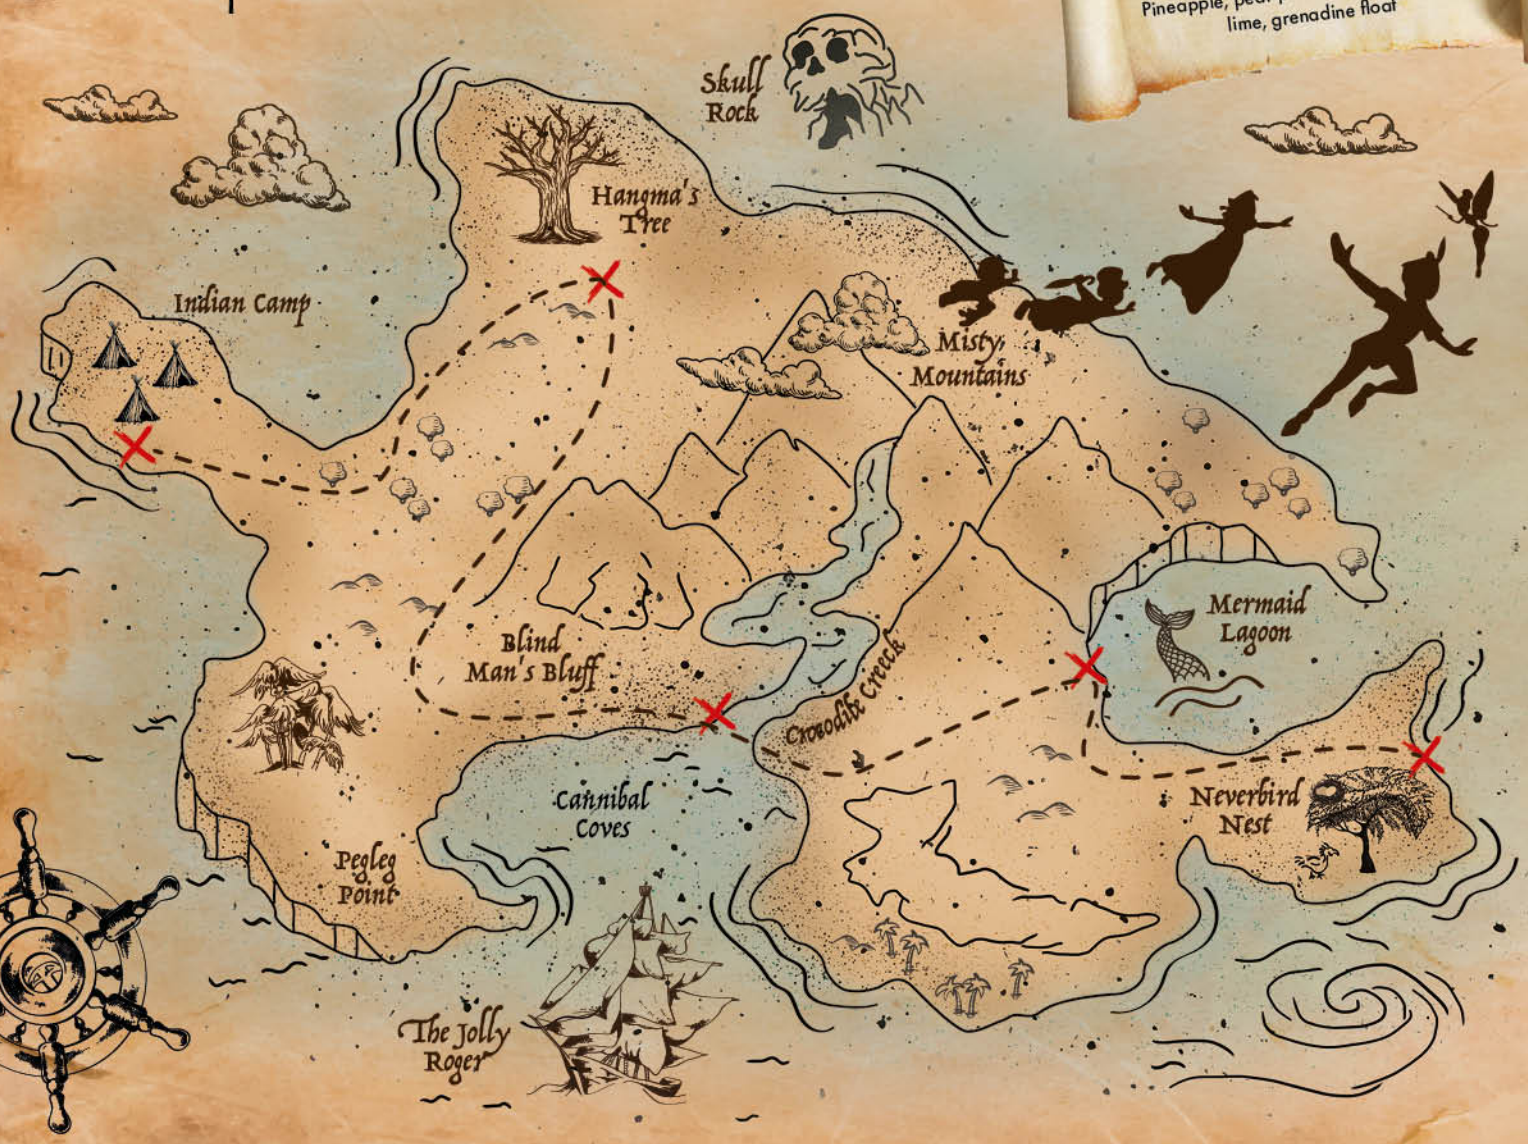 Pineapple,
lime, grenadine float
Skull
Rock
Hangma's
Tree
Indian Camp
Misty
Mountains
Mermaid
Lagoon
Blind
Man's Bluff
Crocodile Creeck
Cannibal
Coves
Neverbird
Nest
Pegleg
Point
The Jolly
Roger